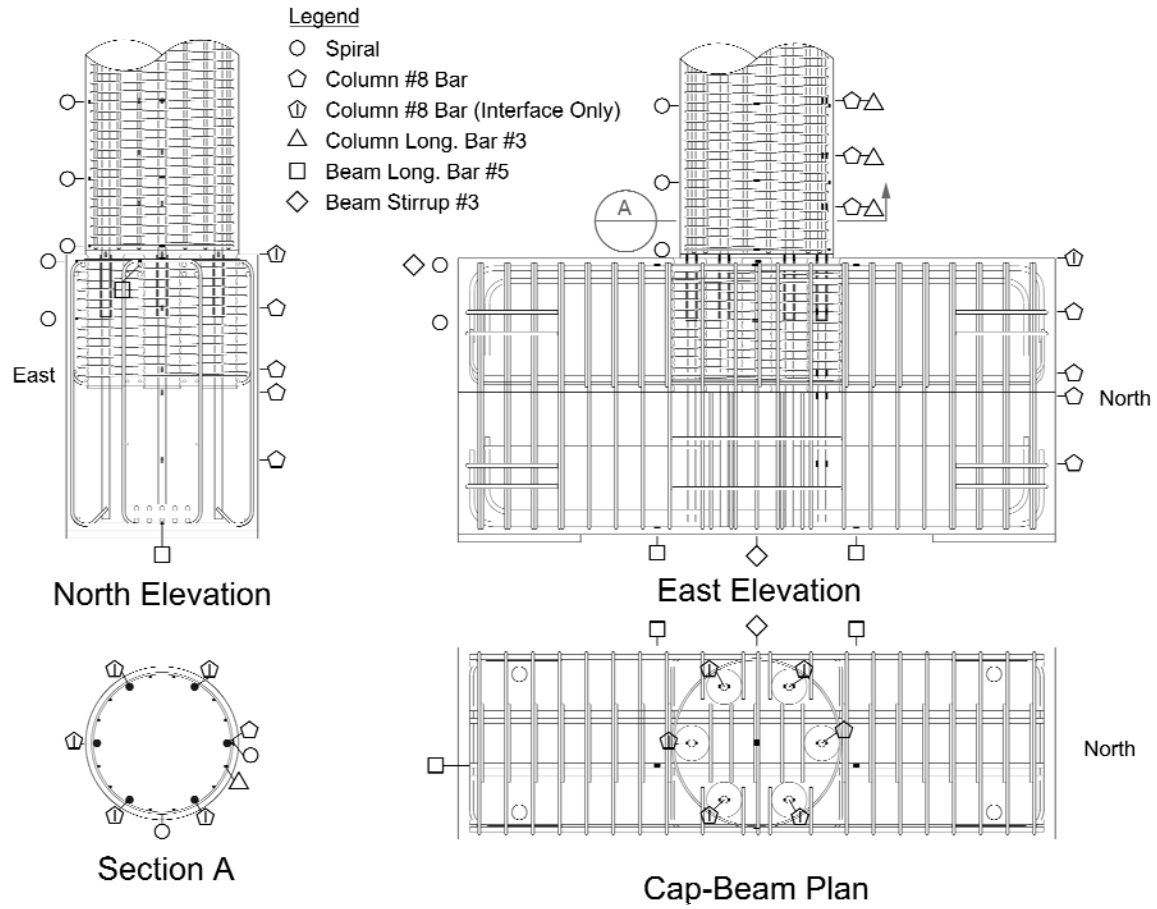 Legend
Spiral
Column #8 Bar
Column #8 Bar (Interface Only)
Column Long. Bar #3
Beam Long. Bar #5
Beam Stirrup #3
A
East
North
North Elevation
East Elevation
North
Section A
Cap-Beam Plan